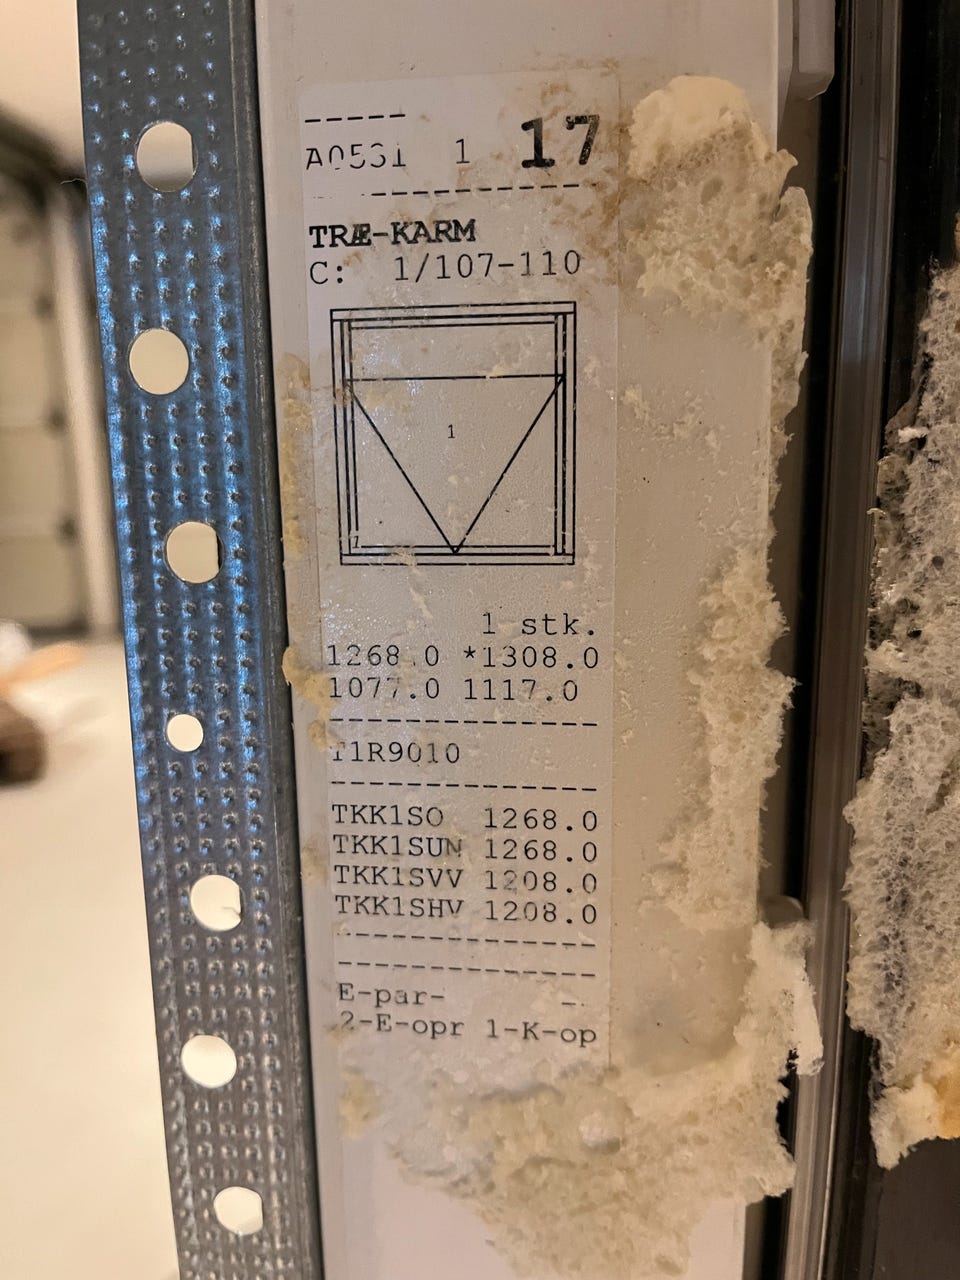 1 17
TRÆ-KARM
C: 1/107-110
1
1 stk.
1268.0 *1308.0
1077.0 1117.0
T1R9010
TKK1SO 1268.0
TKK1SUN 1268.0
TKK1SVV 1208.0
TKK1SHV 1208.0
E-par-
2-E-opr 1-K-op